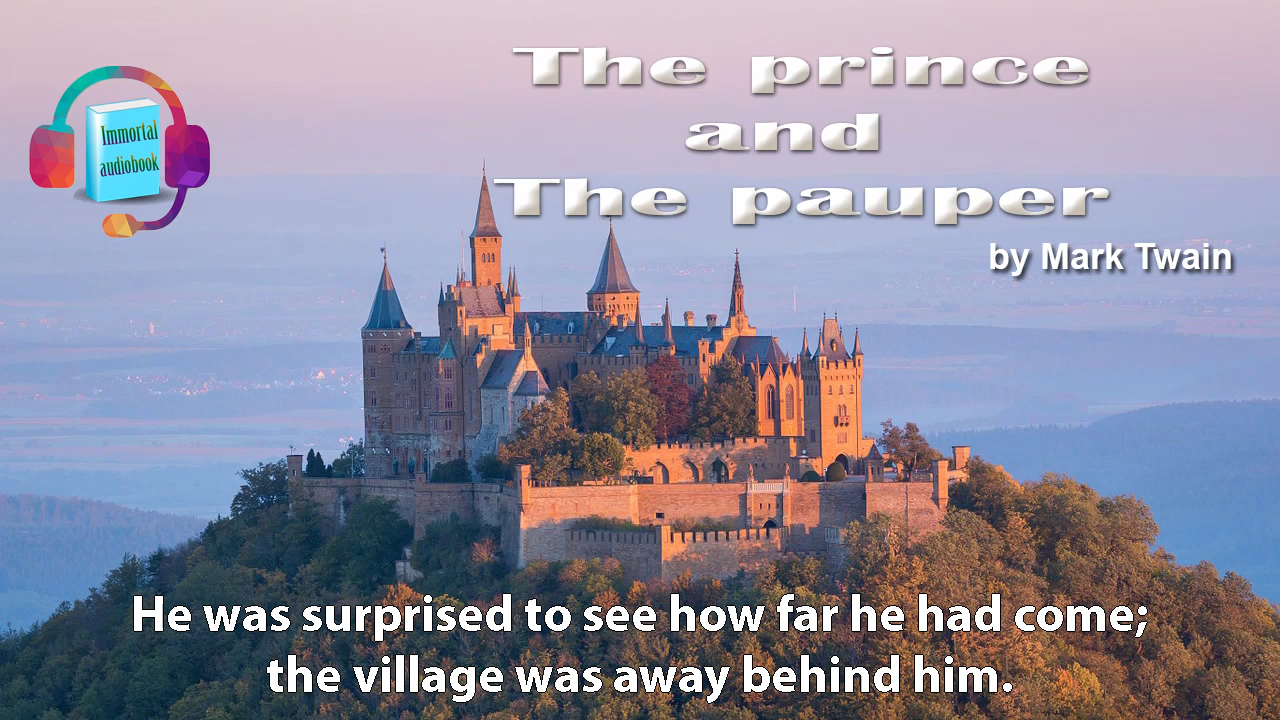 Immortal
audiobook
The prince
and
The pauper
by Mark Twain
He was surprised to see how far he had come;
the village was away behind him.